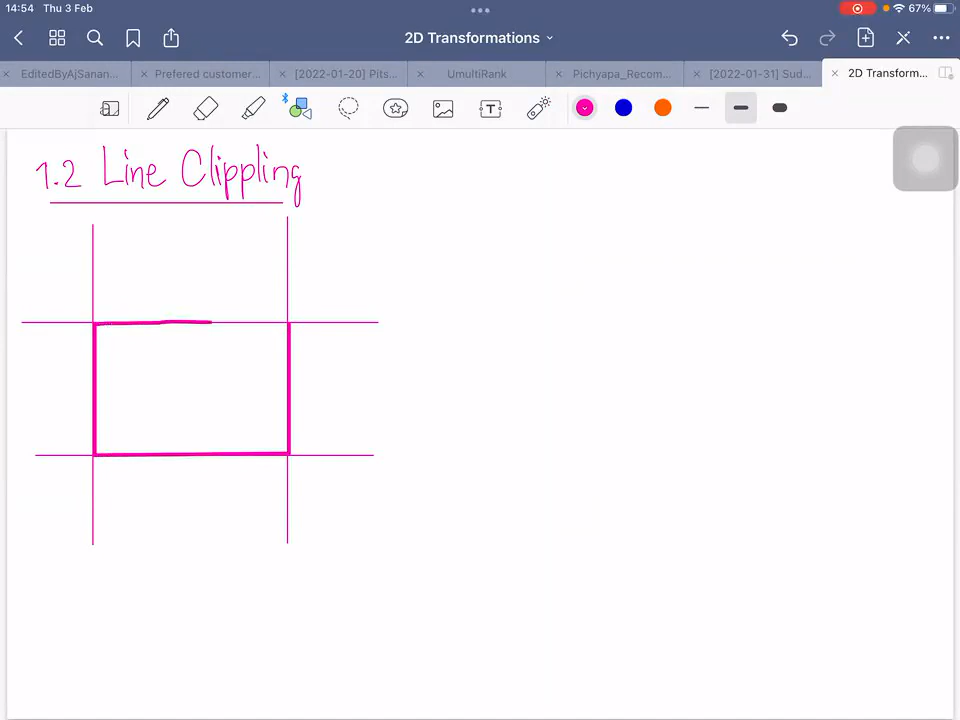 14:54 Thu 3 Feb
67%
2D Transformations
EditedByAjSanan...
Prefered customer...
[2022-01-20] Pits...
UmultiRank
Pichyapa_Recom...
[2022-01-31] Sud...
2D Transform...
1.2 Line Clippling